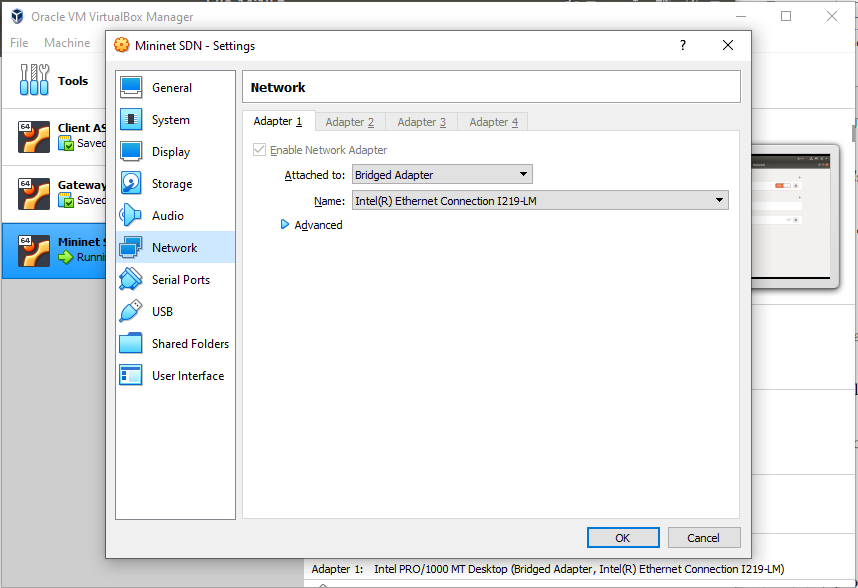 Oracle VM VirtualBox Manager
File Machine
Mininet SDN - Settings
?
Tools
64
Client AS
Saved
64
Gateway
Saved
64
Mininet S
Runni
General
System
Display
Storage
Audio
Network
Serial Ports
USB
Shared Folders
User Interface
Network
Adapter 1 Adapter 2 Adapter 3 Adapter 4
Enable Network Adapter
Attached to: Bridged Adapter
Name: Intel(R) Ethernet Connection I219-LM
Advanced
OK Cancel
Adapter 1: Intel PRO/1000 MT Desktop (Bridged Adapter, Intel(R) Ethernet Connection I219-LM)